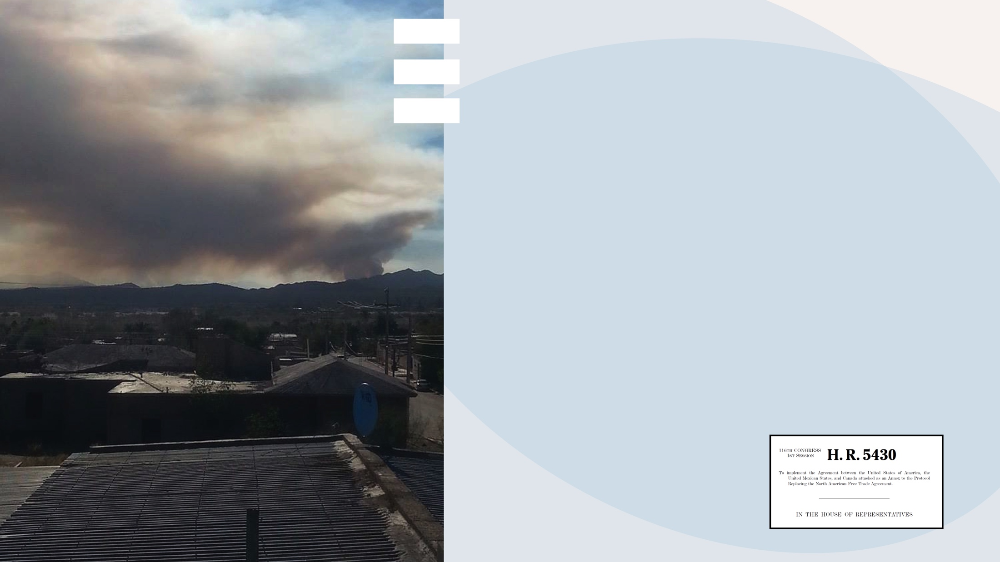 116TH CONGRESS
1ST SESSION
H. R. 5430
To implement the Agreement between the United States of America, the
United Mexican States, and Canada attached as an Annex to the Protocol
Replacing the North American Free Trade Agreement.
IN THE HOUSE OF REPRESENTATIVES